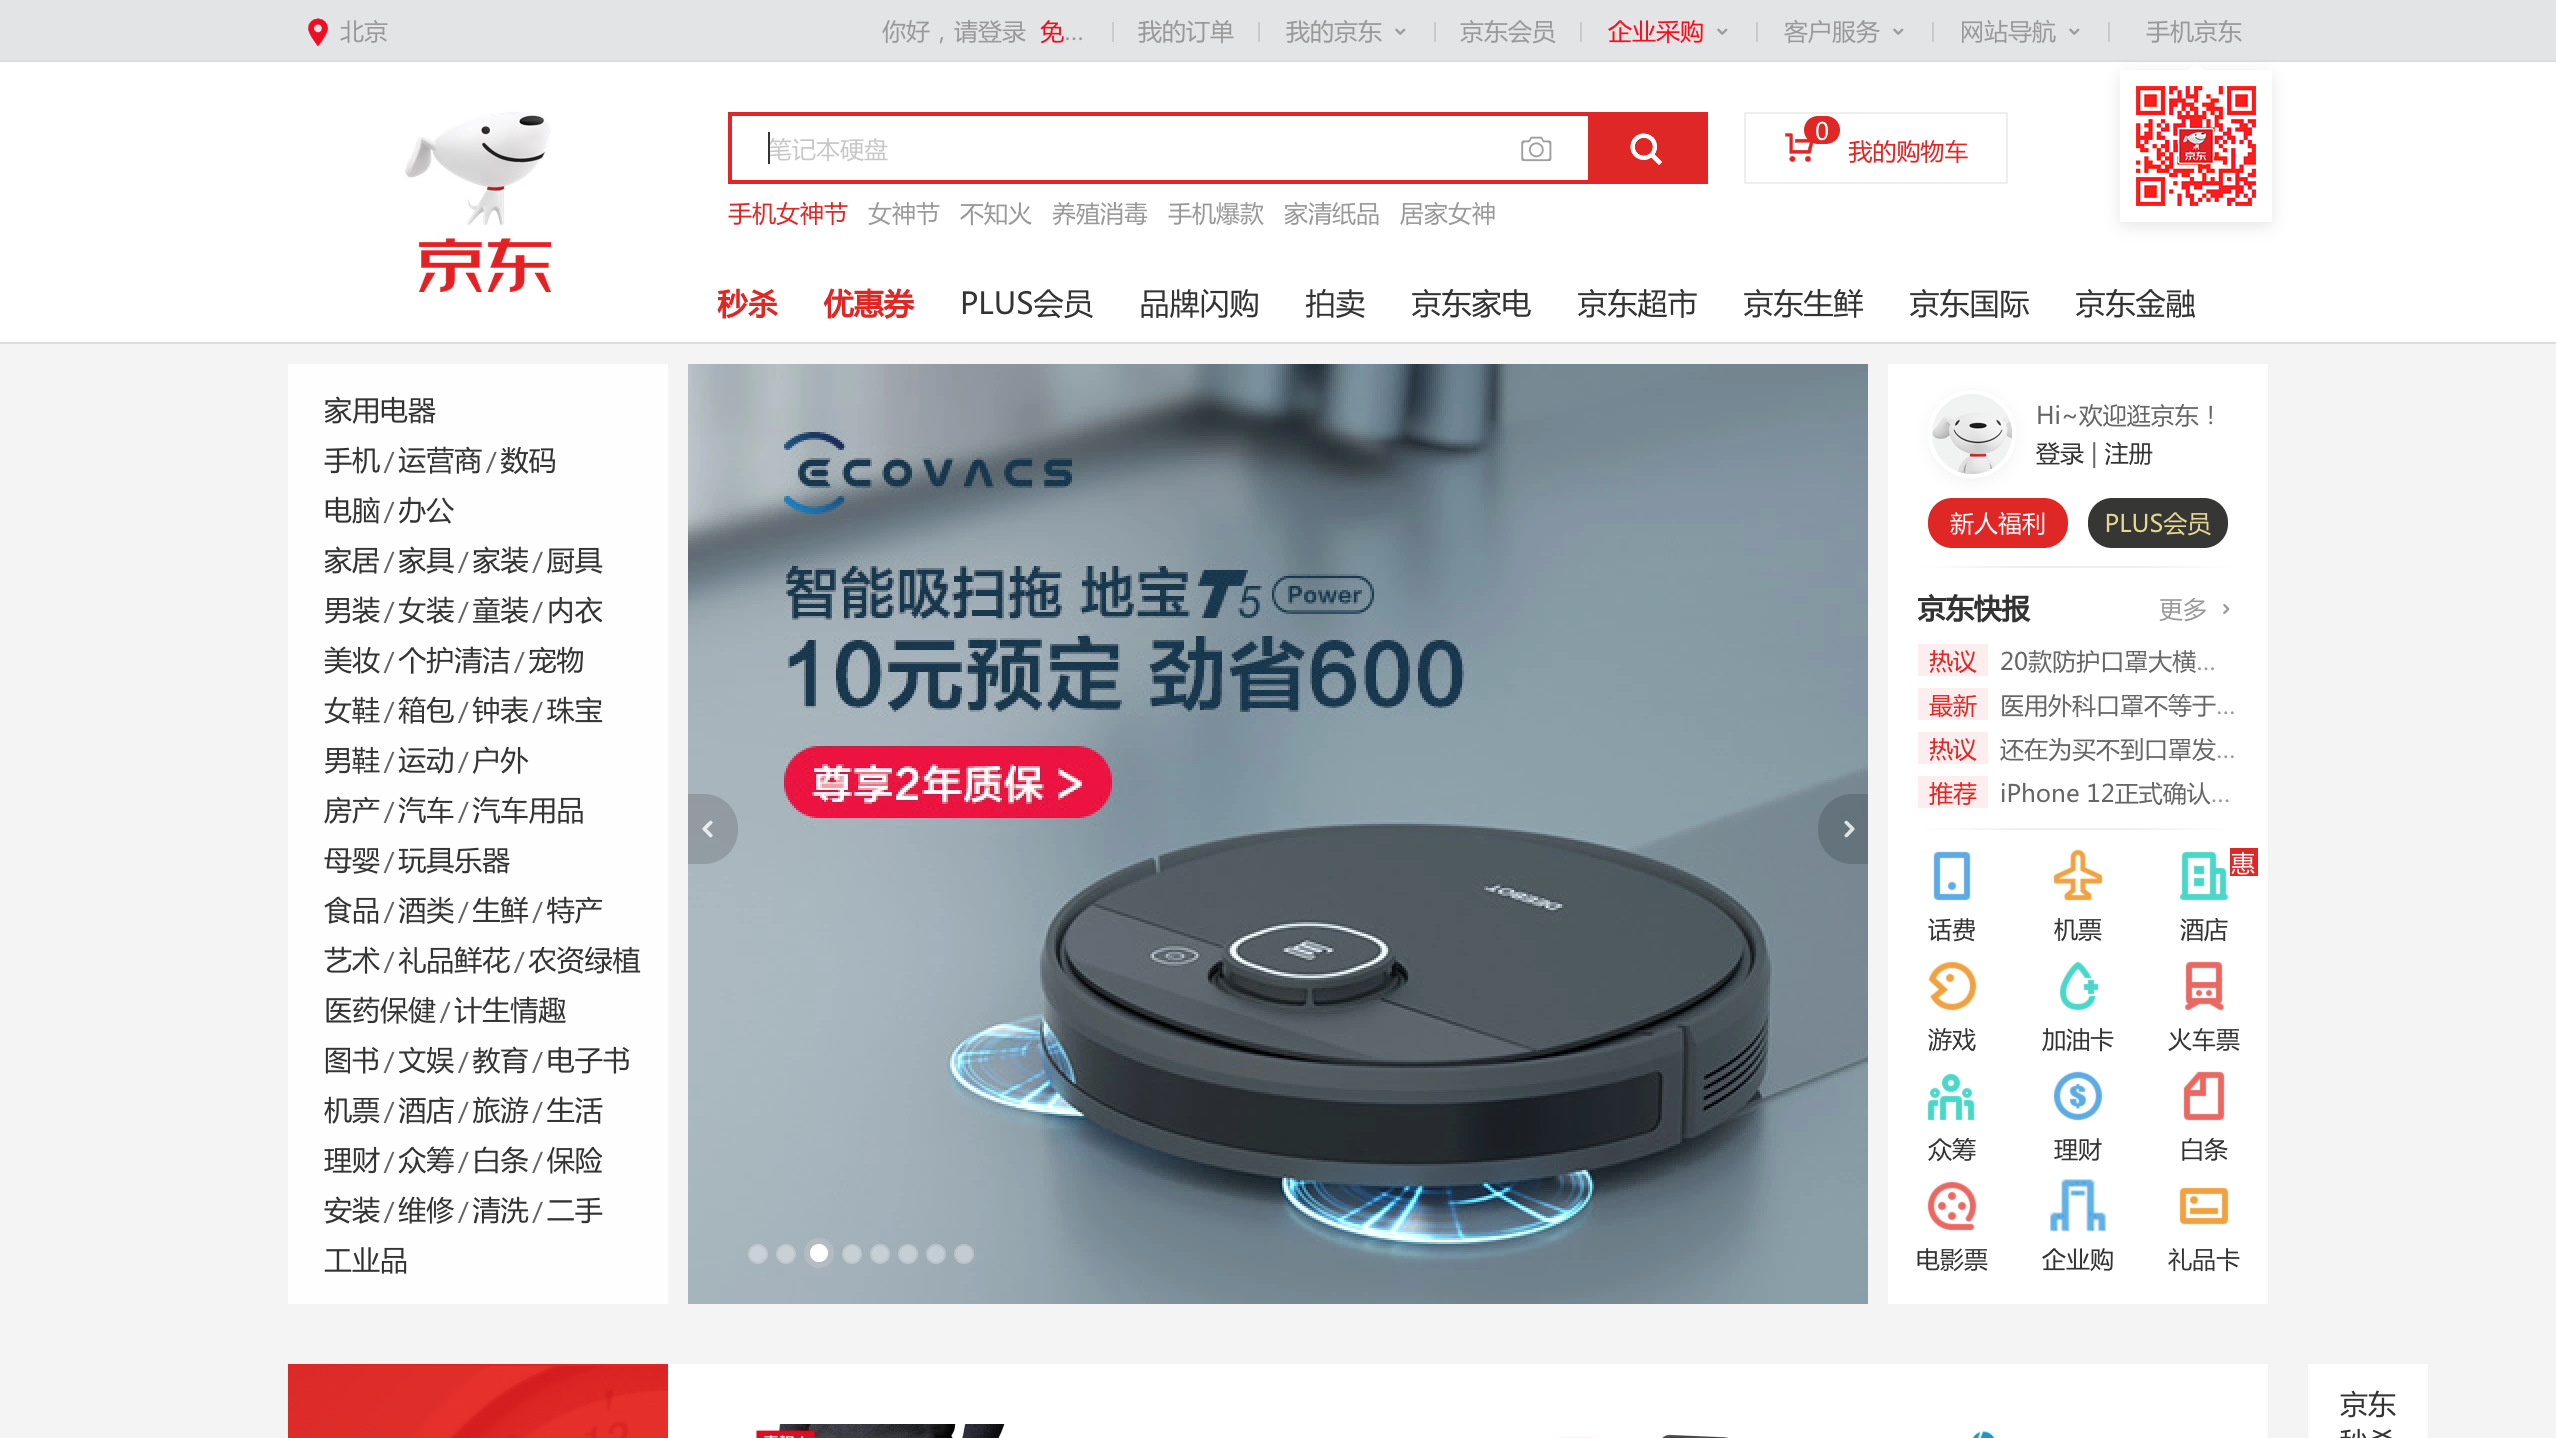 北京
你好，请登录 免...
我的订单
我的京东
京东会员
企业采购
客户服务
网站导航
手机京东
京东
笔记本硬盘
0
我的购物车
京东
手机女神节 女神节 不知火 养殖消毒 手机爆款 家清纸品 居家女神
秒杀 优惠券 PLUS会员 品牌闪购 拍卖 京东家电 京东超市 京东生鲜 京东国际 京东金融
家用电器
手机/运营商/数码
电脑/办公
家居/家具/家装/厨具
男装/女装/童装/内衣
美妆/个护清洁/宠物
女鞋/箱包/钟表/珠宝
男鞋/运动/户外
房产/汽车/汽车用品
母婴/玩具乐器
食品/酒类/生鲜/特产
艺术/礼品鲜花/农资绿植
医药保健/计生情趣
图书/文娱/教育/电子书
机票/酒店/旅游/生活
理财/众筹/白条/保险
安装/维修/清洗/二手
工业品
ECOVACS
智能吸扫拖 地宝T5 Power
10元预定 劲省600
尊享2年质保 >
DEEBOT
Hi~欢迎逛京东！
登录 | 注册
新人福利 PLUS会员
京东快报 更多
热议 20款防护口罩大横...
最新 医用外科口罩不等于...
热议 还在为买不到口罩发...
推荐 iPhone 12正式确认...
惠
话费 机票 酒店
游戏 加油卡 火车票
众筹 理财 白条
电影票 企业购 礼品卡
12
京东
秒杀